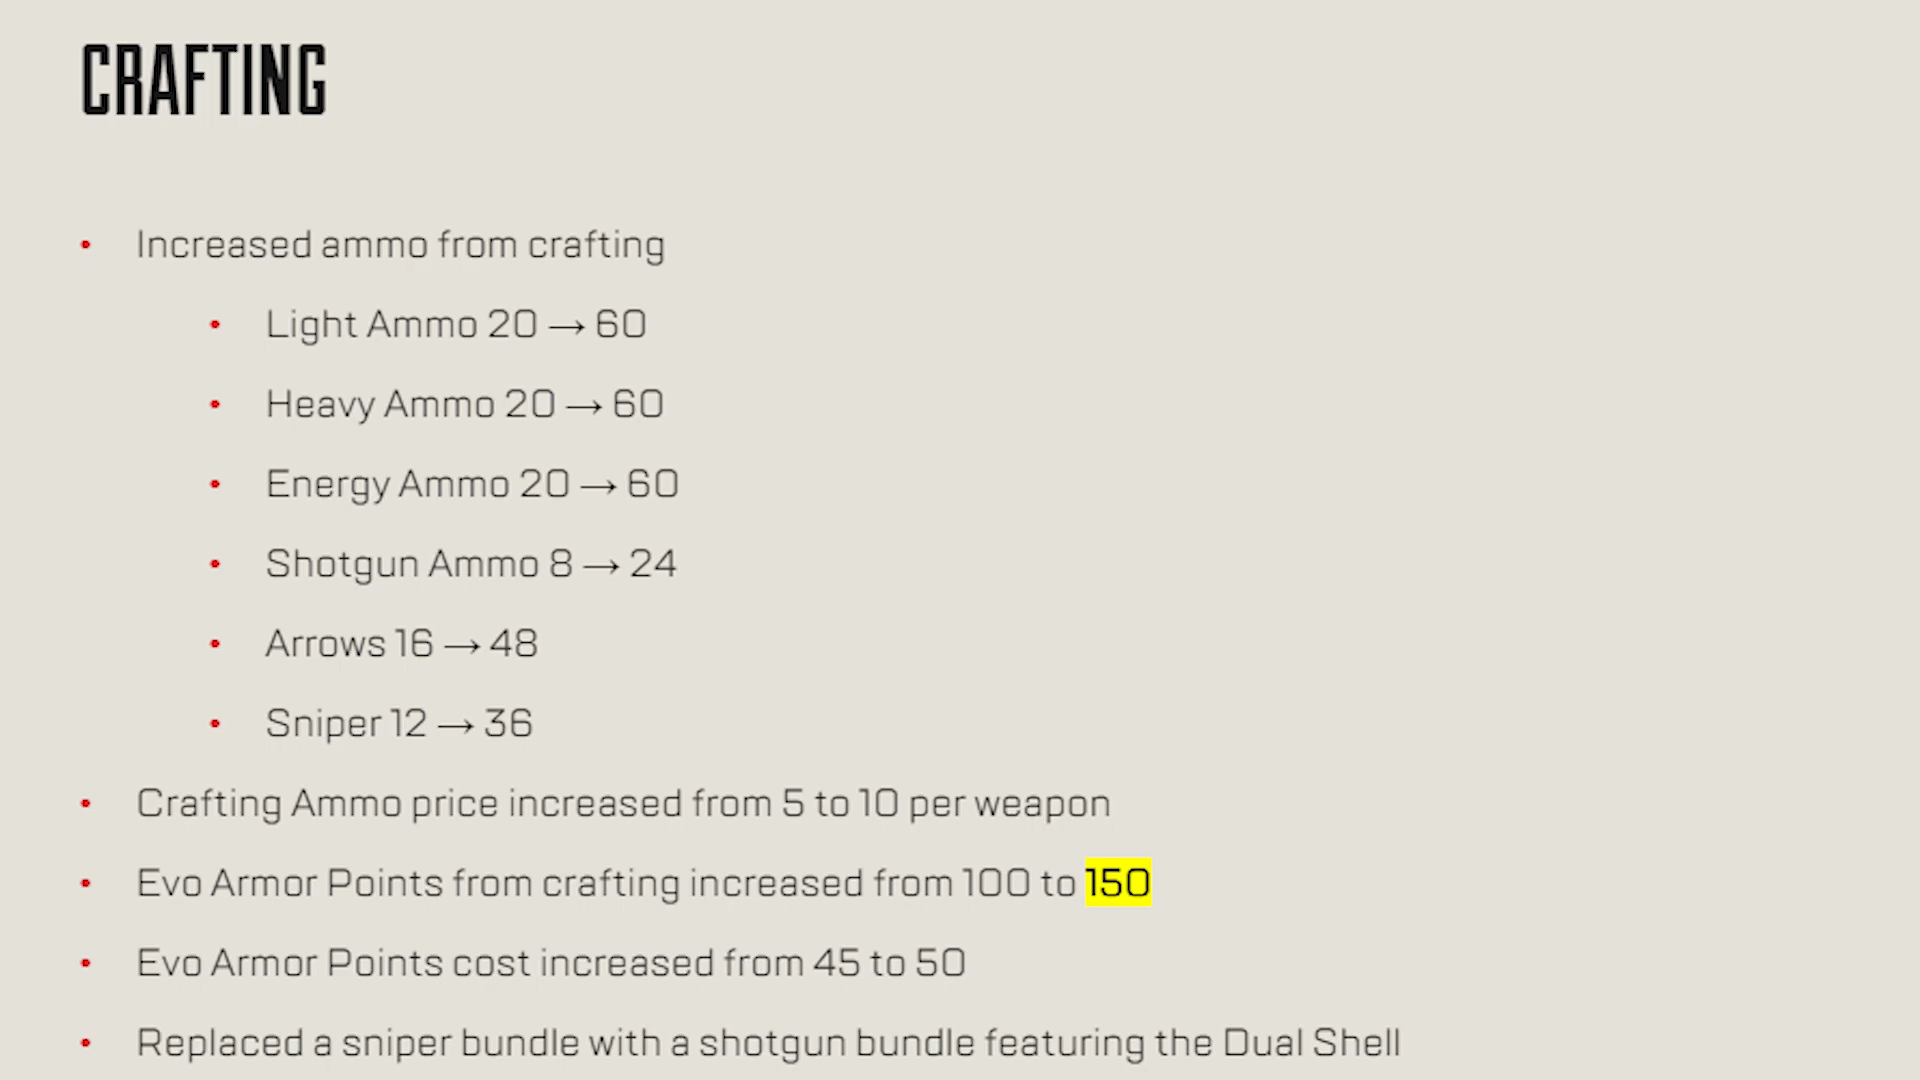 CRAFTING
• Increased ammo from crafting
• Light Ammo 20 → 60
• Heavy Ammo 20 → 60
• Energy Ammo 20 → 60
• Shotgun Ammo 8 → 24
• Arrows 16 → 48
• Sniper 12 → 36
• Crafting Ammo price increased from 5 to 10 per weapon
• Evo Armor Points from crafting increased from 100 to 150
• Evo Armor Points cost increased from 45 to 50
• Replaced a sniper bundle with a shotgun bundle featuring the Dual Shell